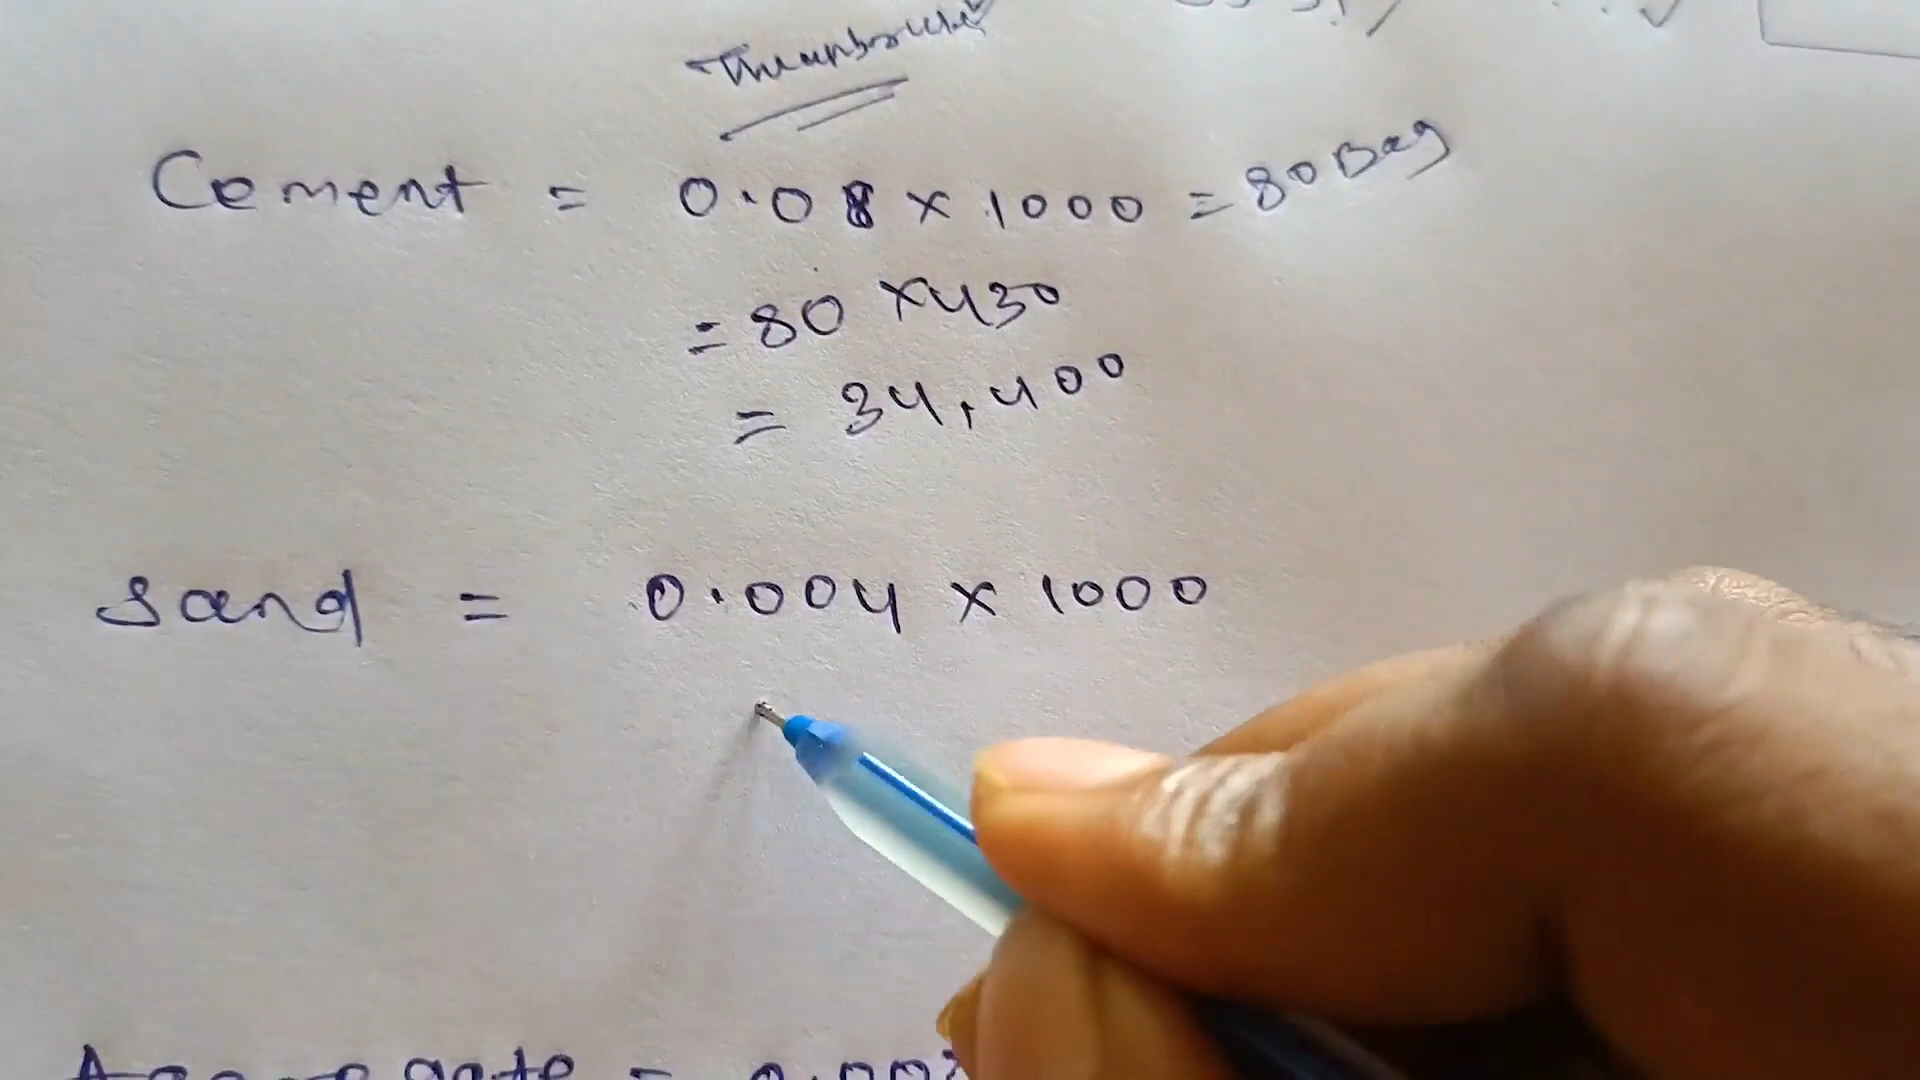 Cement = 0.08 × 1000 = 80 Bag
= 80 × 430
= 34,400
Sand = 0.004 × 1000